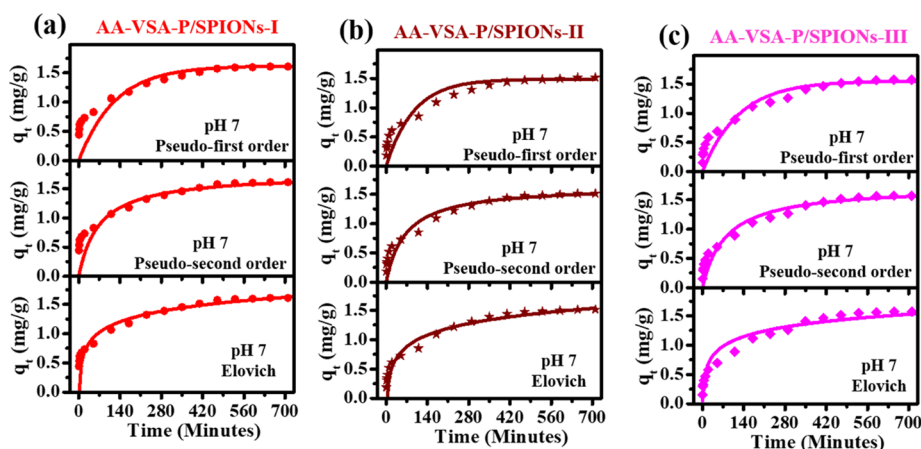 (a)
AA-VSA-P/SPIONs-I
qt (mg/g)
1.5
1.0
0.5
0.0
pH 7
Pseudo-first order
qt (mg/g)
1.5
1.0
0.5
0.0
pH 7
Pseudo-second order
qt (mg/g)
1.5
1.0
0.5
0.0
pH 7
Elovich
0 140 280 420 560 700
Time (Minutes)
(b)
AA-VSA-P/SPIONs-II
qt (mg/g)
1.5
1.0
0.5
0.0
pH 7
Pseudo-first order
qt (mg/g)
1.5
1.0
0.5
0.0
pH 7
Pseudo-second order
qt (mg/g)
1.5
1.0
0.5
0.0
pH 7
Elovich
0 140 280 420 560 700
Time (Minutes)
(c)
AA-VSA-P/SPIONs-III
qt (mg/g)
1.5
1.0
0.5
0.0
pH 7
Pseudo-first order
qt (mg/g)
1.5
1.0
0.5
0.0
pH 7
Pseudo-second order
qt (mg/g)
1.5
1.0
0.5
0.0
pH 7
Elovich
0 140 280 420 560 700
Time (Minutes)